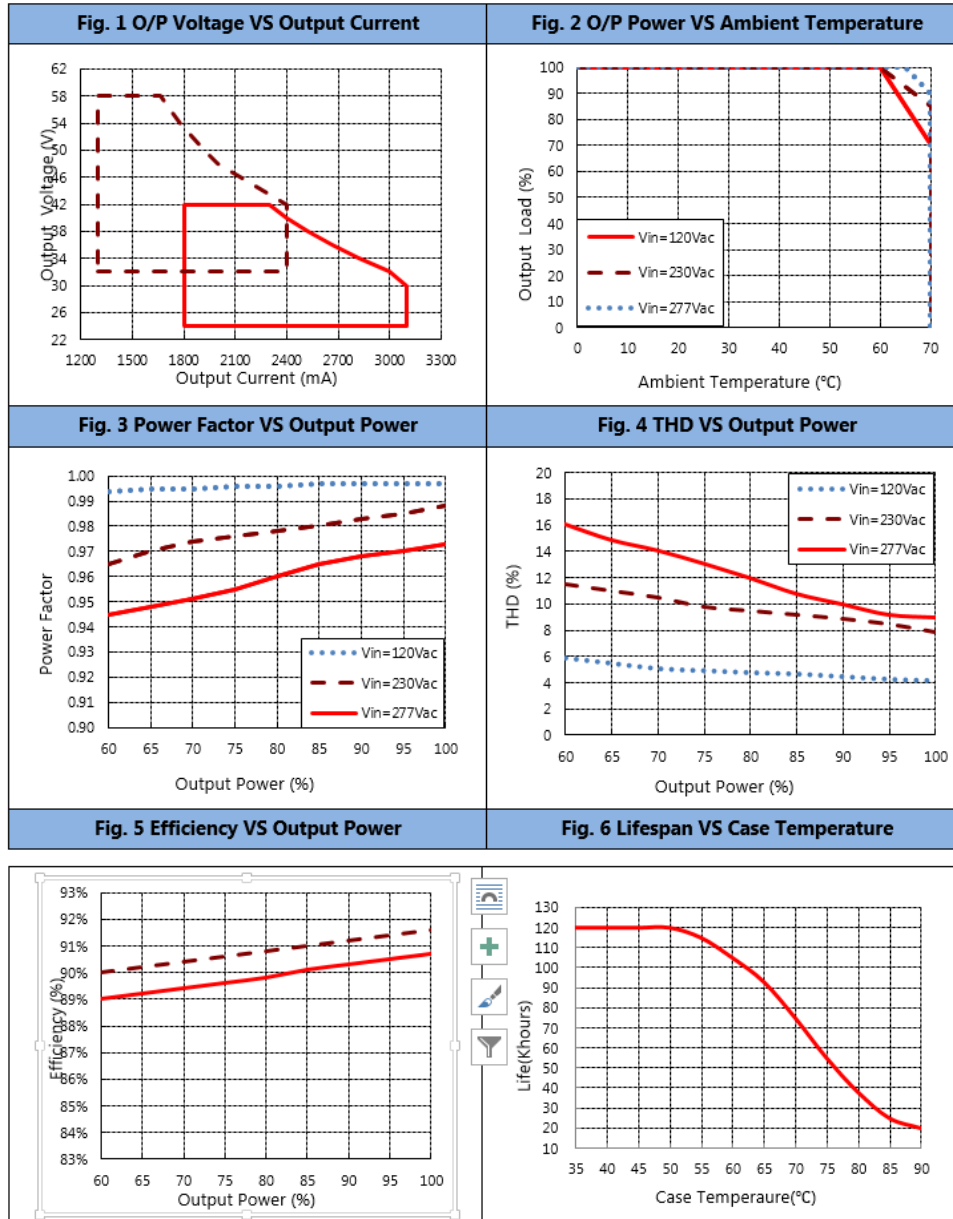 Fig. 1 O/P Voltage VS Output Current
62
58
54
50
46
42
38
34
30
26
22
Output Voltage (V)
1200 1500 1800 2100 2400 2700 3000 3300
Output Current (mA)
Fig. 2 O/P Power VS Ambient Temperature
100
90
80
70
60
50
40
30
20
10
0
Output Load (%)
Vin=120Vac
Vin=230Vac
Vin=277Vac
0 10 20 30 40 50 60 70
Ambient Temperature (℃)
Fig. 3 Power Factor VS Output Power
1.00
0.99
0.98
0.97
0.96
0.95
0.94
0.93
0.92
0.91
0.90
Power Factor
Vin=120Vac
Vin=230Vac
Vin=277Vac
60 65 70 75 80 85 90 95 100
Output Power (%)
Fig. 4 THD VS Output Power
20
18
16
14
12
10
8
6
4
2
0
THD (%)
Vin=120Vac
Vin=230Vac
Vin=277Vac
60 65 70 75 80 85 90 95 100
Output Power (%)
Fig. 5 Efficiency VS Output Power
93%
92%
91%
90%
89%
88%
87%
86%
85%
84%
83%
Efficiency (%)
60 65 70 75 80 85 90 95 100
Output Power (%)
Fig. 6 Lifespan VS Case Temperature
130
120
110
100
90
80
70
60
50
40
30
20
10
Life(Khours)
35 40 45 50 55 60 65 70 75 80 85 90
Case Temperaure(℃)